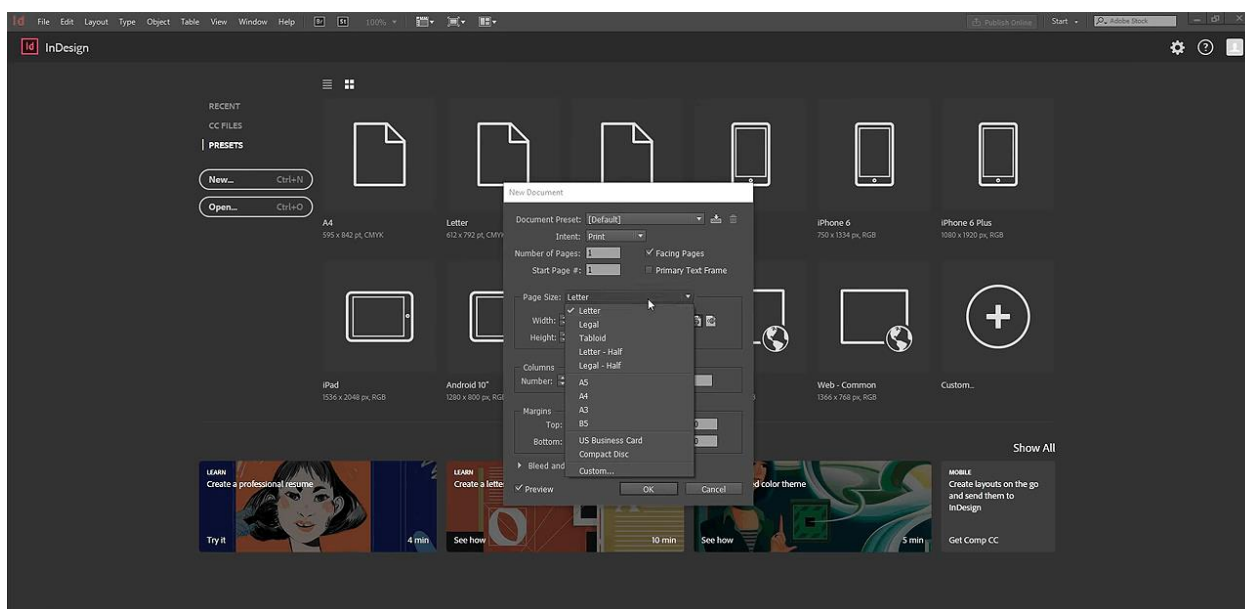 Id File Edit Layout Type Object Table View Window Help Br St 100% Publish Online Start Adobe Stock
Id InDesign
RECENT
CC FILES
PRESETS
New... Ctrl+N
Open... Ctrl+O
A4
595 x 842 pt, CMYK
Letter
612 x 792 pt, CMYK
iPhone 6
750 x 1334 px, RGB
iPhone 6 Plus
1080 x 1920 px, RGB
New Document
Document Preset: [Default]
Intent: Print
Number of Pages: 1 Facing Pages
Start Page #: 1 Primary Text Frame
Page Size: Letter
Width:
Height:
Letter
Legal
Tabloid
Letter - Half
Legal - Half
A5
A4
A3
B5
US Business Card
Compact Disc
Custom...
Columns
Number:
Margins
Top:
Bottom:
Bleed and
Preview OK Cancel
iPad
1536 x 2048 px, RGB
Android 10"
1280 x 800 px, RG
Web - Common
1366 x 768 px, RGB
Custom...
Show All
LEARN
Create a professional resume
Try it 4 min
LEARN
Create a lette
See how 10 min
d color theme
See how 5 min
MOBILE
Create layouts on the go
and send them to
InDesign
Get Comp CC